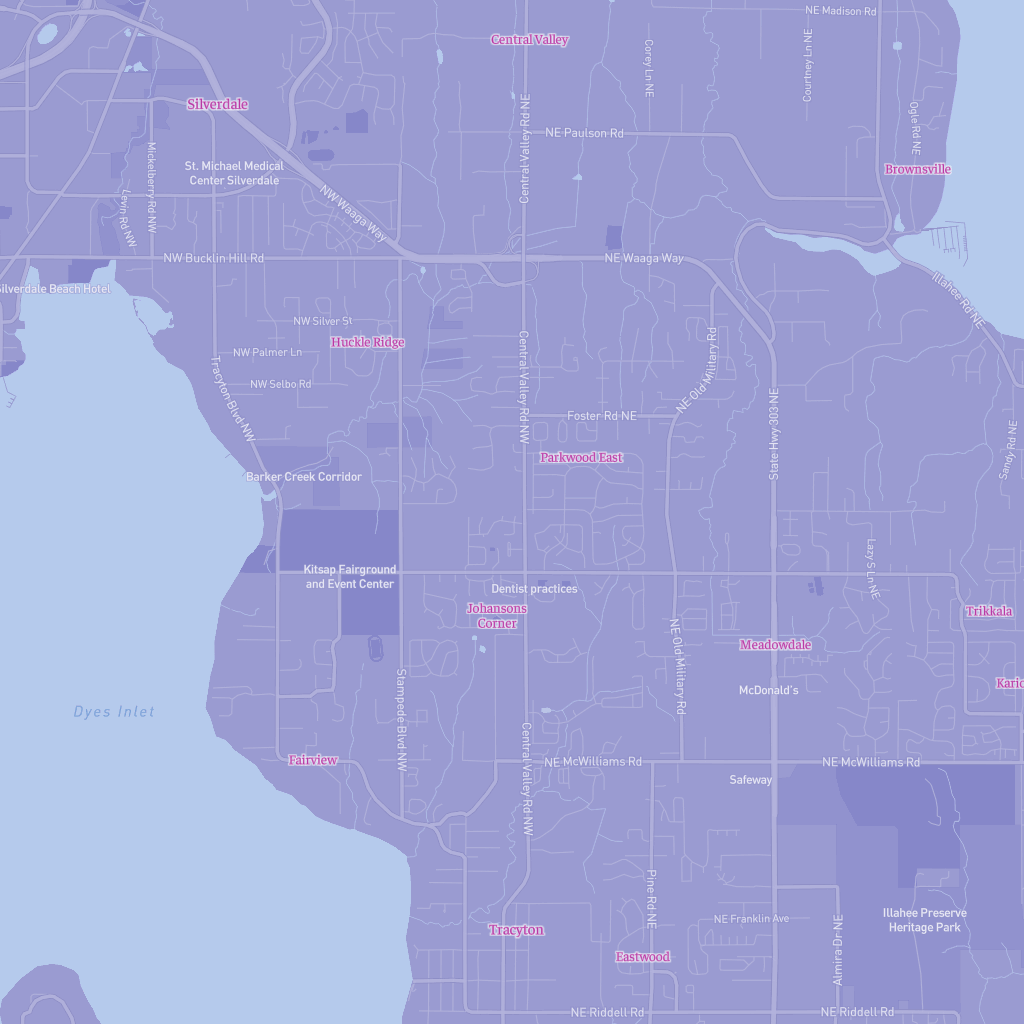 NE Madison Rd
Central Valley
Corey Ln NE
Courtney Ln NE
Silverdale
Central Valley Rd NE
NE Paulson Rd
Ogle Rd NE
Mickelberry Rd NW
St. Michael Medical
Center Silverdale
Brownsville
Levin Rd NW
NW Waaga Way
NW Bucklin Hill Rd
NE Waaga Way
Silverdale Beach Hotel
Illahee Rd NE
NW Silver St
Huckle Ridge
NW Palmer Ln
NW Selbo Rd
Tracyton Blvd NW
Central Valley Rd NW
NE Old Military Rd
Foster Rd NE
State Hwy 303 NE
Sandy Rd NE
Parkwood East
Barker Creek Corridor
Kitsap Fairground
and Event Center
Lazy S Ln NE
Dentist practices
Johansons
Corner
Trikkala
NE Old Military Rd
Meadowdale
Karic
McDonald's
Stampede Blvd NW
Dyes Inlet
Central Valley Rd NW
Fairview
NE McWilliams Rd
NE McWilliams Rd
Safeway
Pine Rd NE
Illahee Preserve
Heritage Park
NE Franklin Ave
Almira Dr NE
Tracyton
Eastwood
NE Riddell Rd
NE Riddell Rd